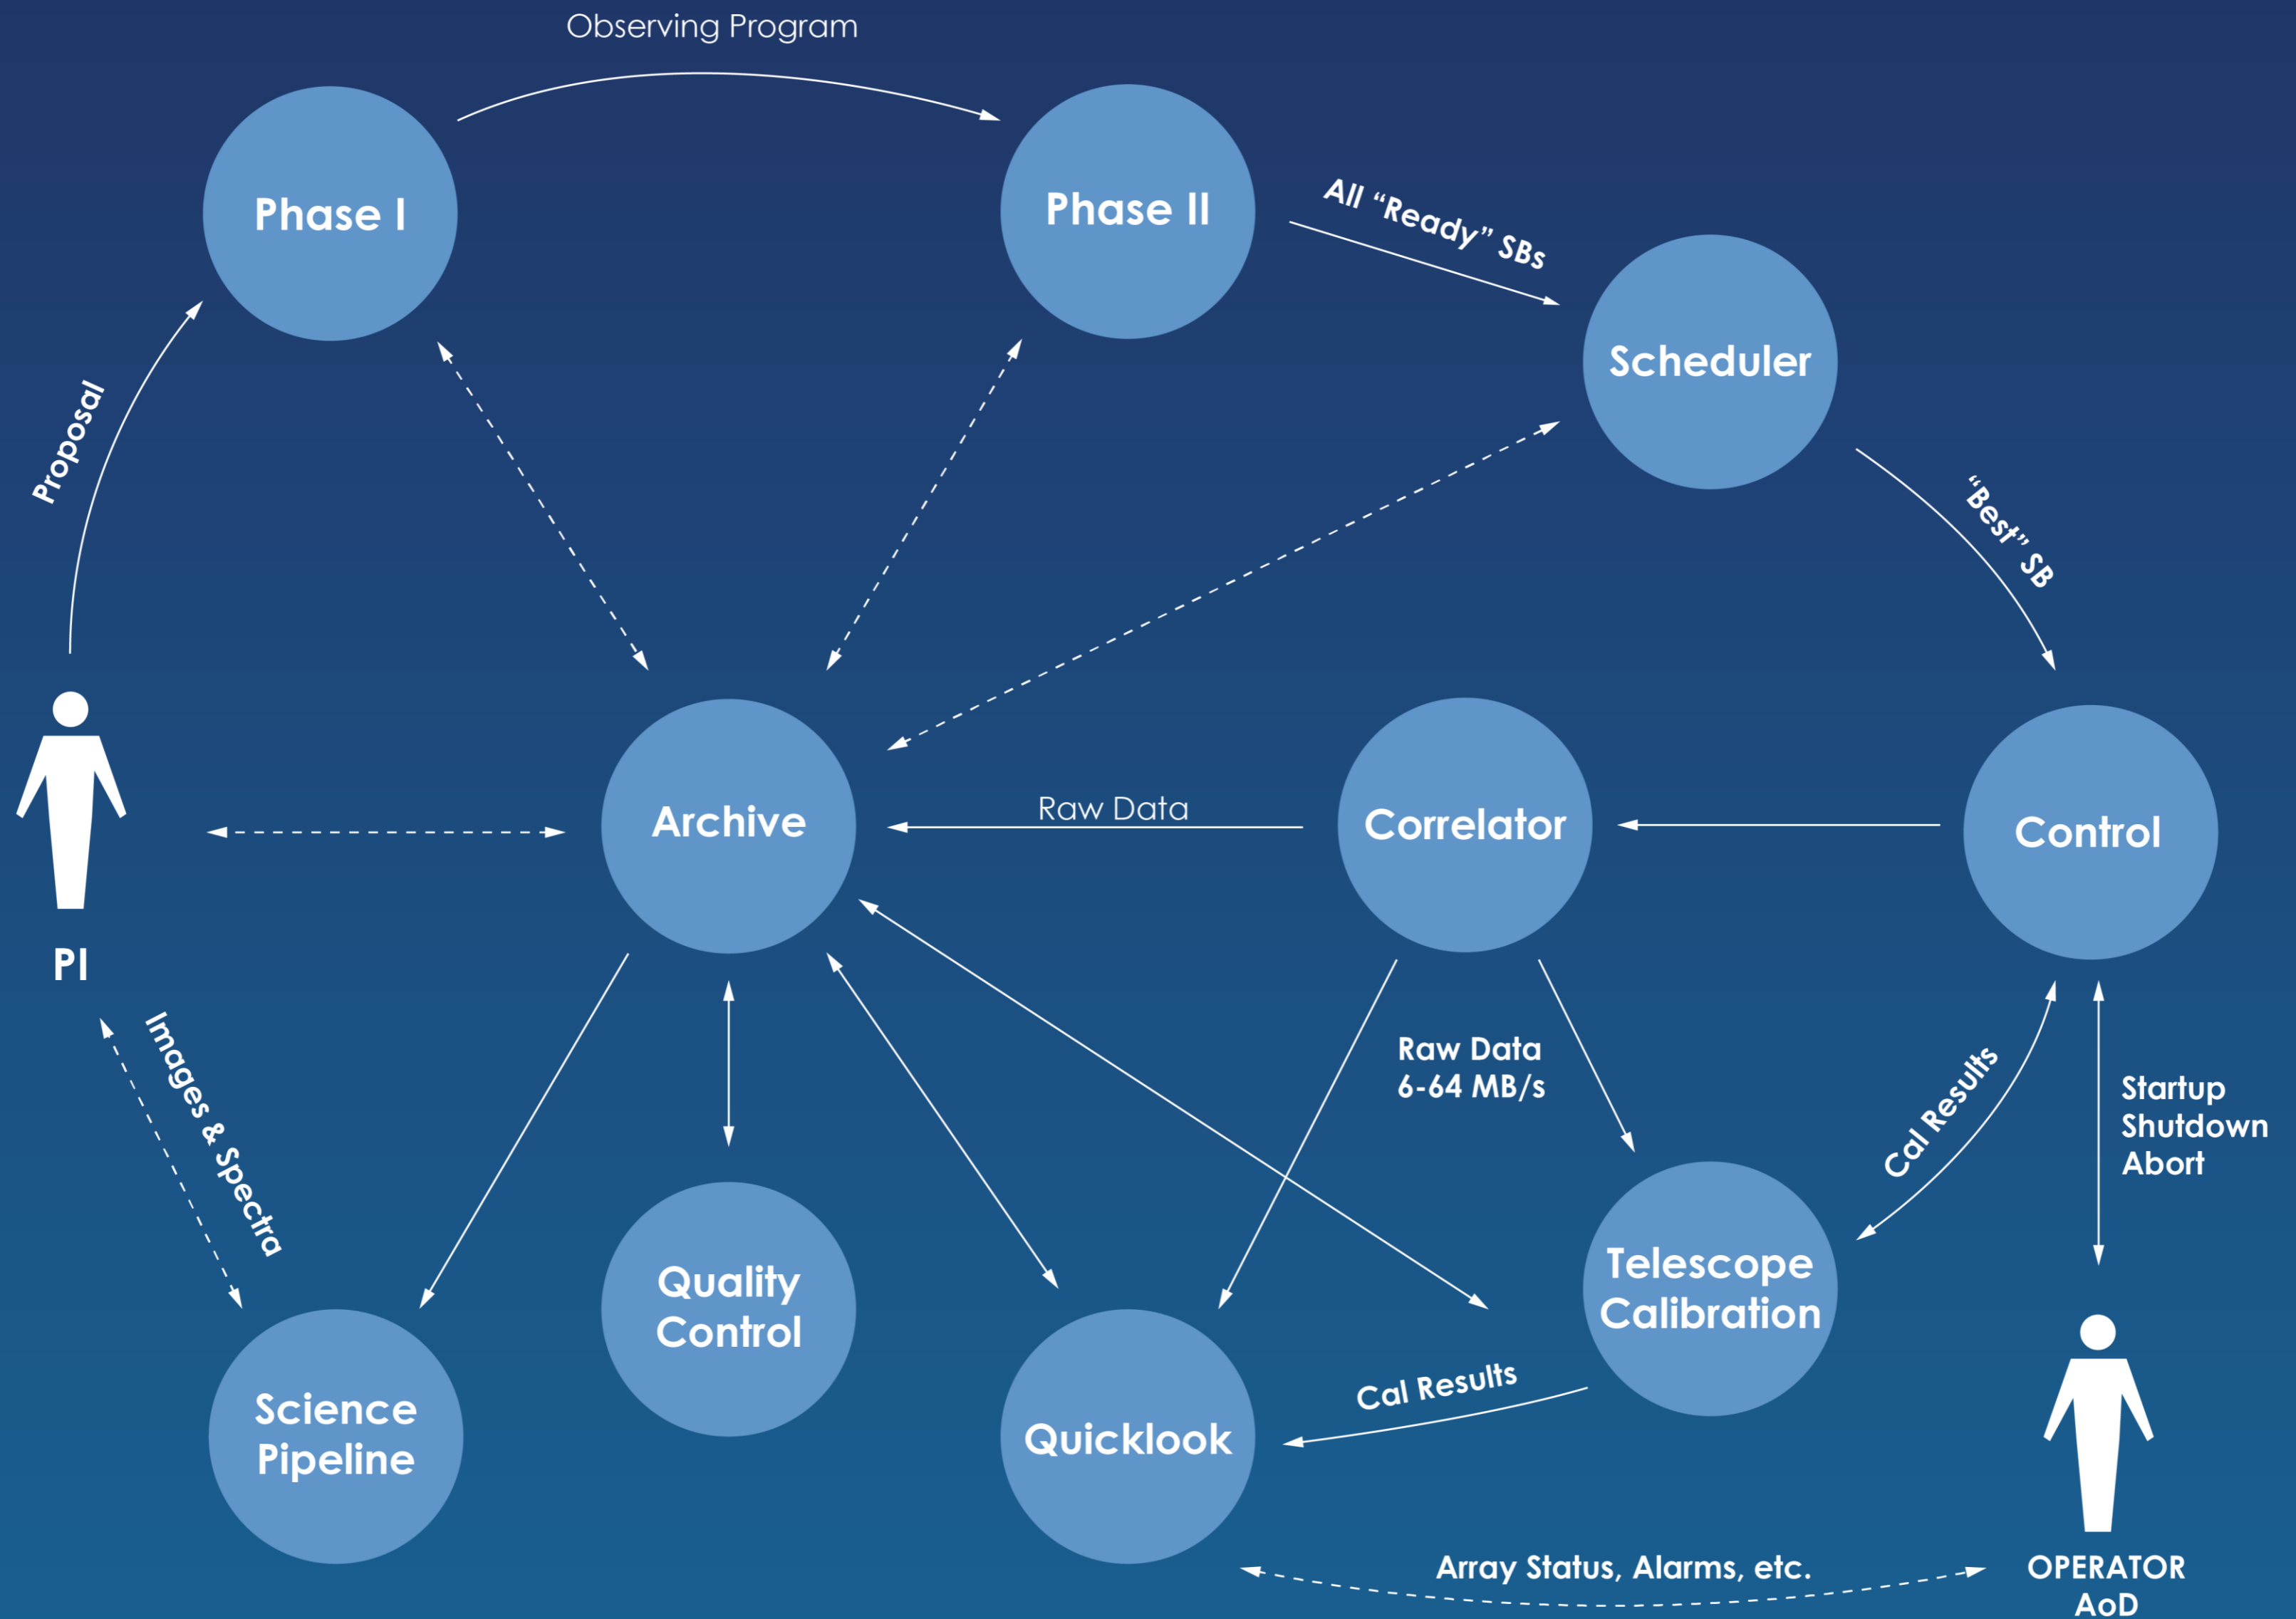 Observing Program
Phase I
Phase II
All “Ready” SBs
Scheduler
Proposal
“Best” SB
Archive
Raw Data
Correlator
Control
PI
Images & Spectra
Raw Data
6-64 MB/s
Cal Results
Startup
Shutdown
Abort
Quality
Control
Telescope
Calibration
Science
Pipeline
Quicklook
Cal Results
Array Status, Alarms, etc.
OPERATOR
AoD